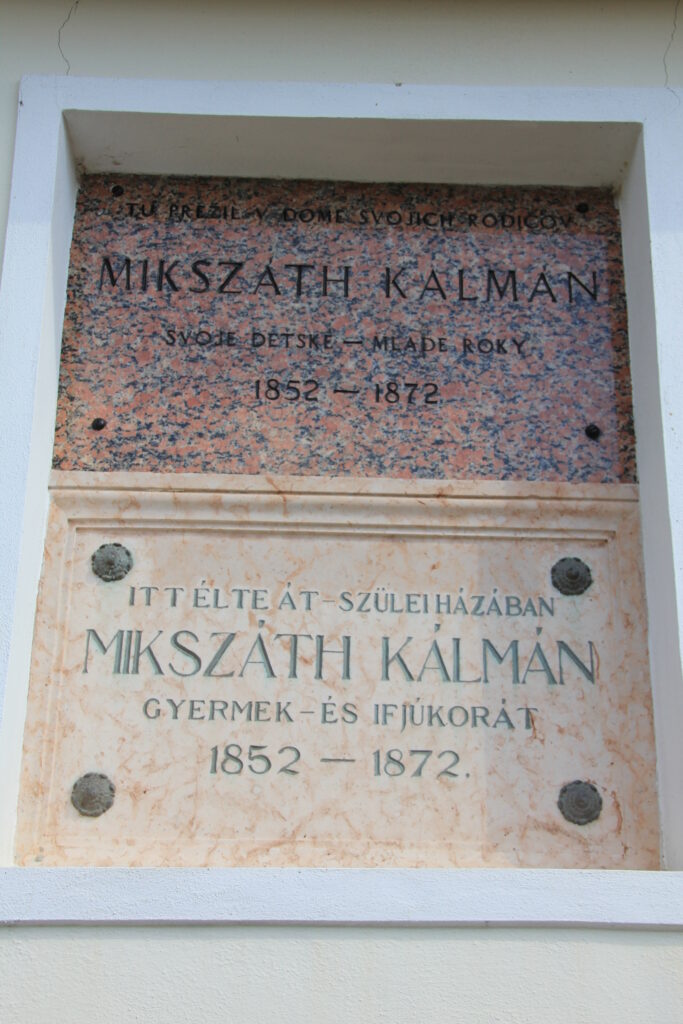 TU PREŽIL V DOME SVOJICH RODIČOV
MIKSZÁTH KÁLMÁN
SVOJE DETSKÉ — MLADÉ ROKY
1852 — 1872
ITT ÉLTE ÁT – SZÜLEI HÁZÁBAN
MIKSZÁTH KÁLMÁN
GYERMEK – ÉS IFJÚKORÁT
1852 — 1872.